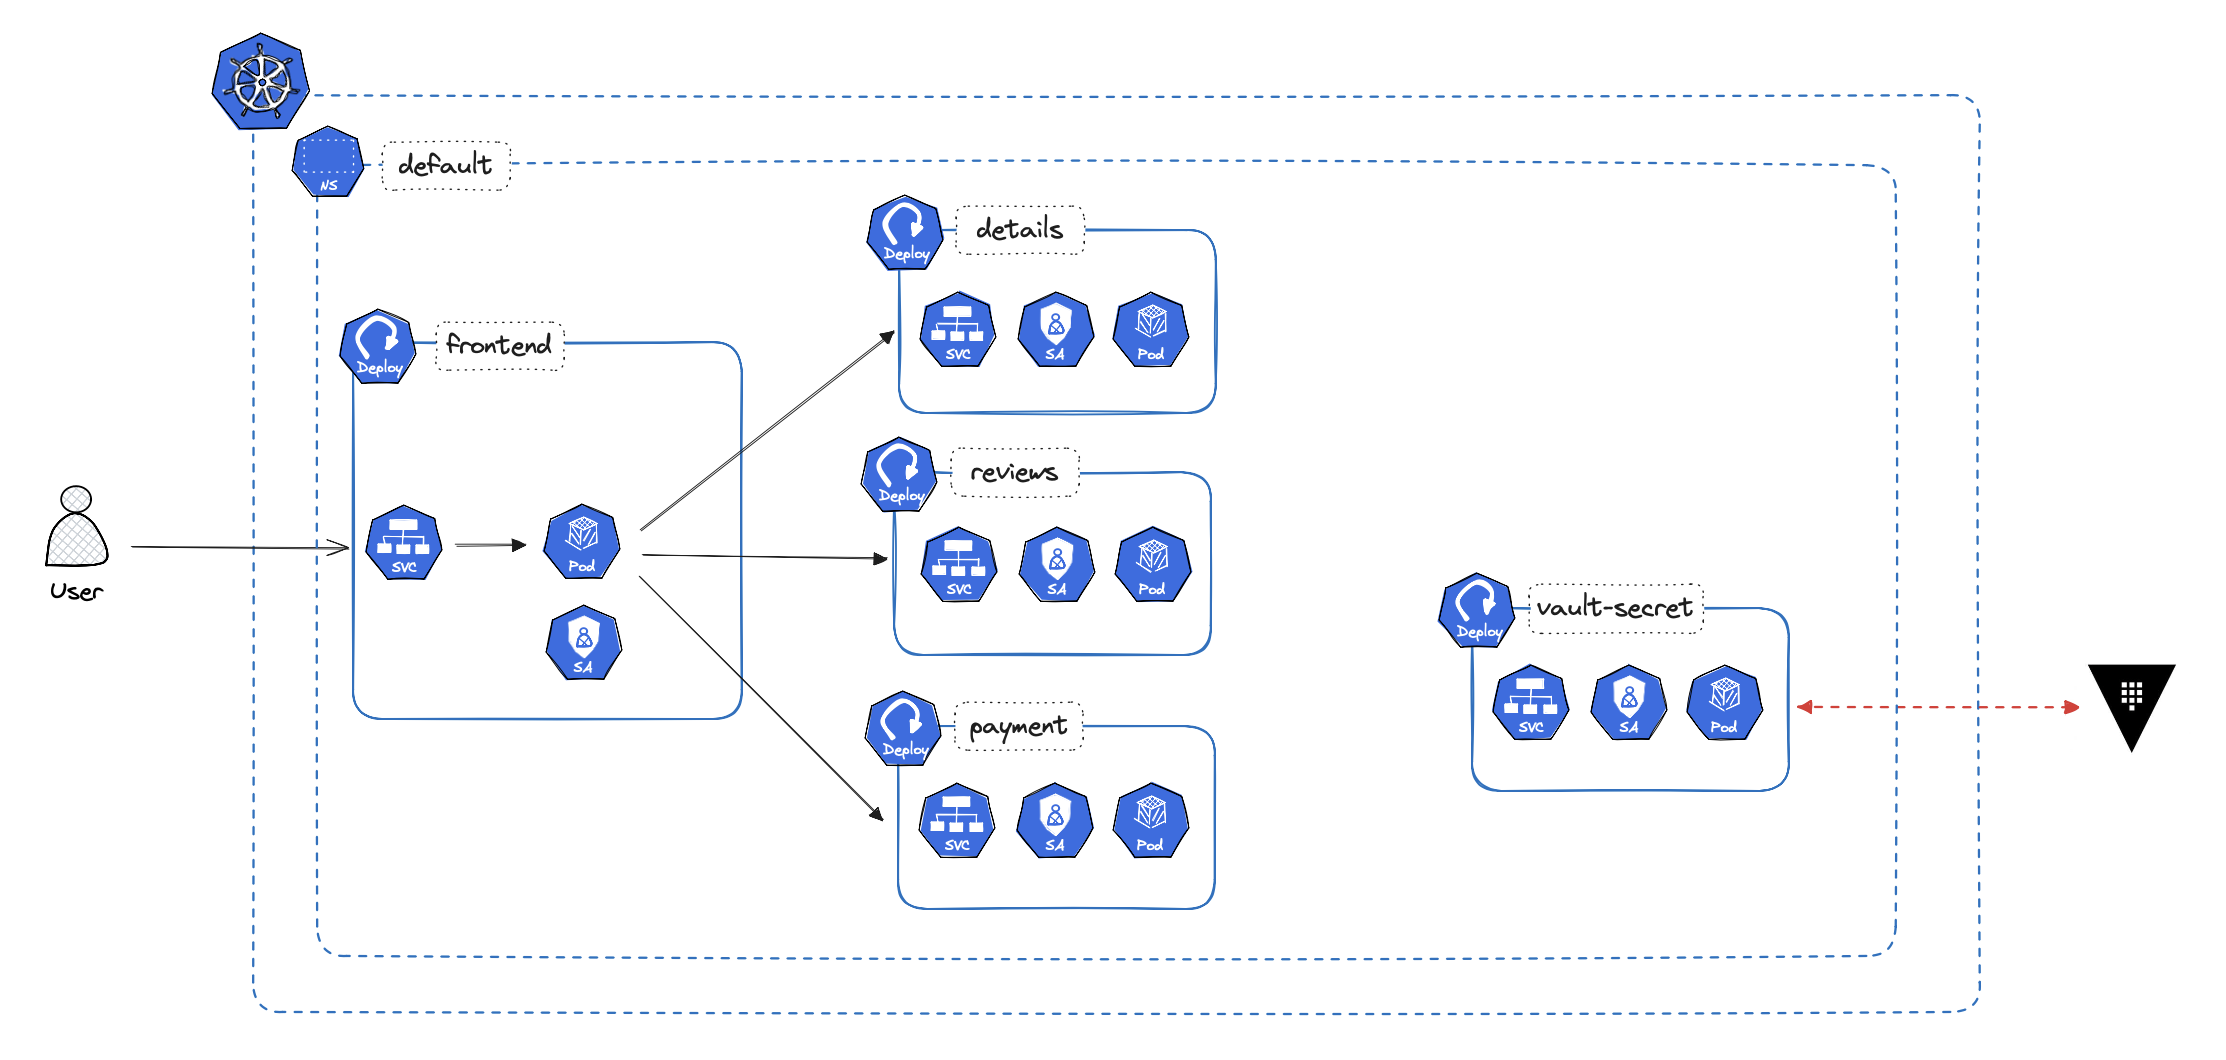 NS
default
Deploy
details
SVC
SA
Pod
Deploy
frontend
SVC
Pod
SA
Deploy
reviews
SVC
SA
Pod
User
Deploy
vault-secret
SVC
SA
Pod
Deploy
payment
SVC
SA
Pod